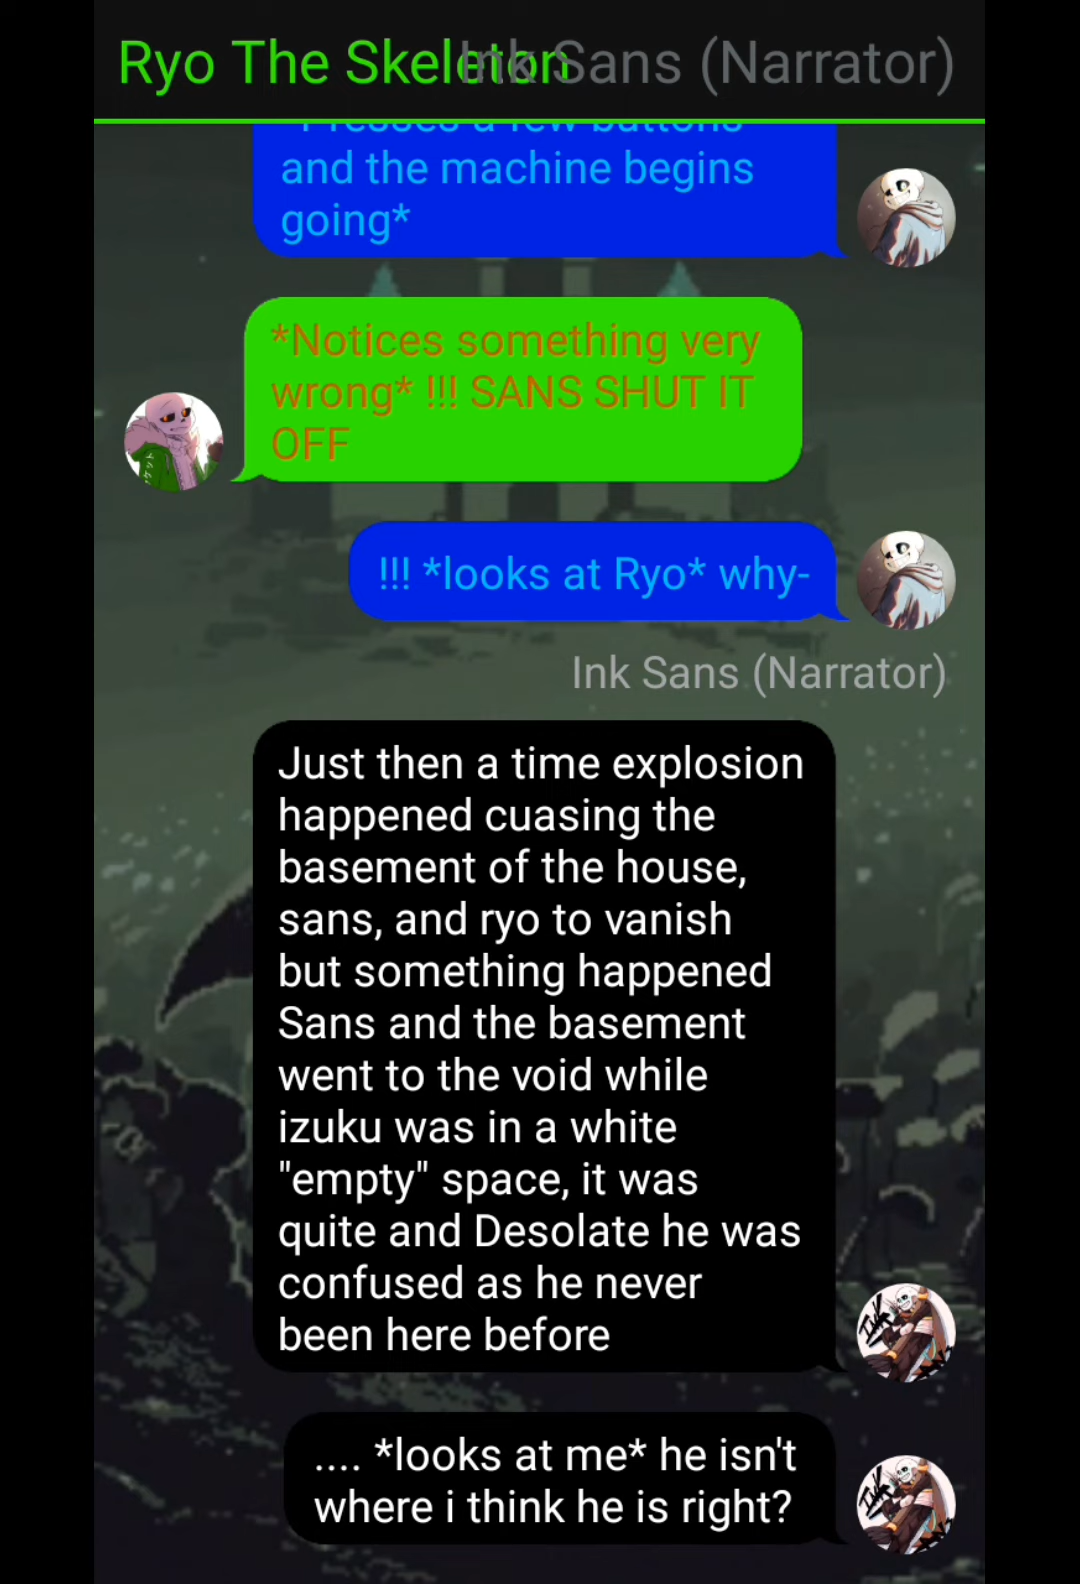 Ryo The Skeleton Ink Sans (Narrator)
*Presses a few buttons
and the machine begins
going*
*Notices something very
wrong* !!! SANS SHUT IT
OFF
!!! *looks at Ryo* why-
Ink Sans (Narrator)
Just then a time explosion
happened cuasing the
basement of the house,
sans, and ryo to vanish
but something happened
Sans and the basement
went to the void while
izuku was in a white
"empty" space, it was
quite and Desolate he was
confused as he never
been here before
.... *looks at me* he isn't
where i think he is right?